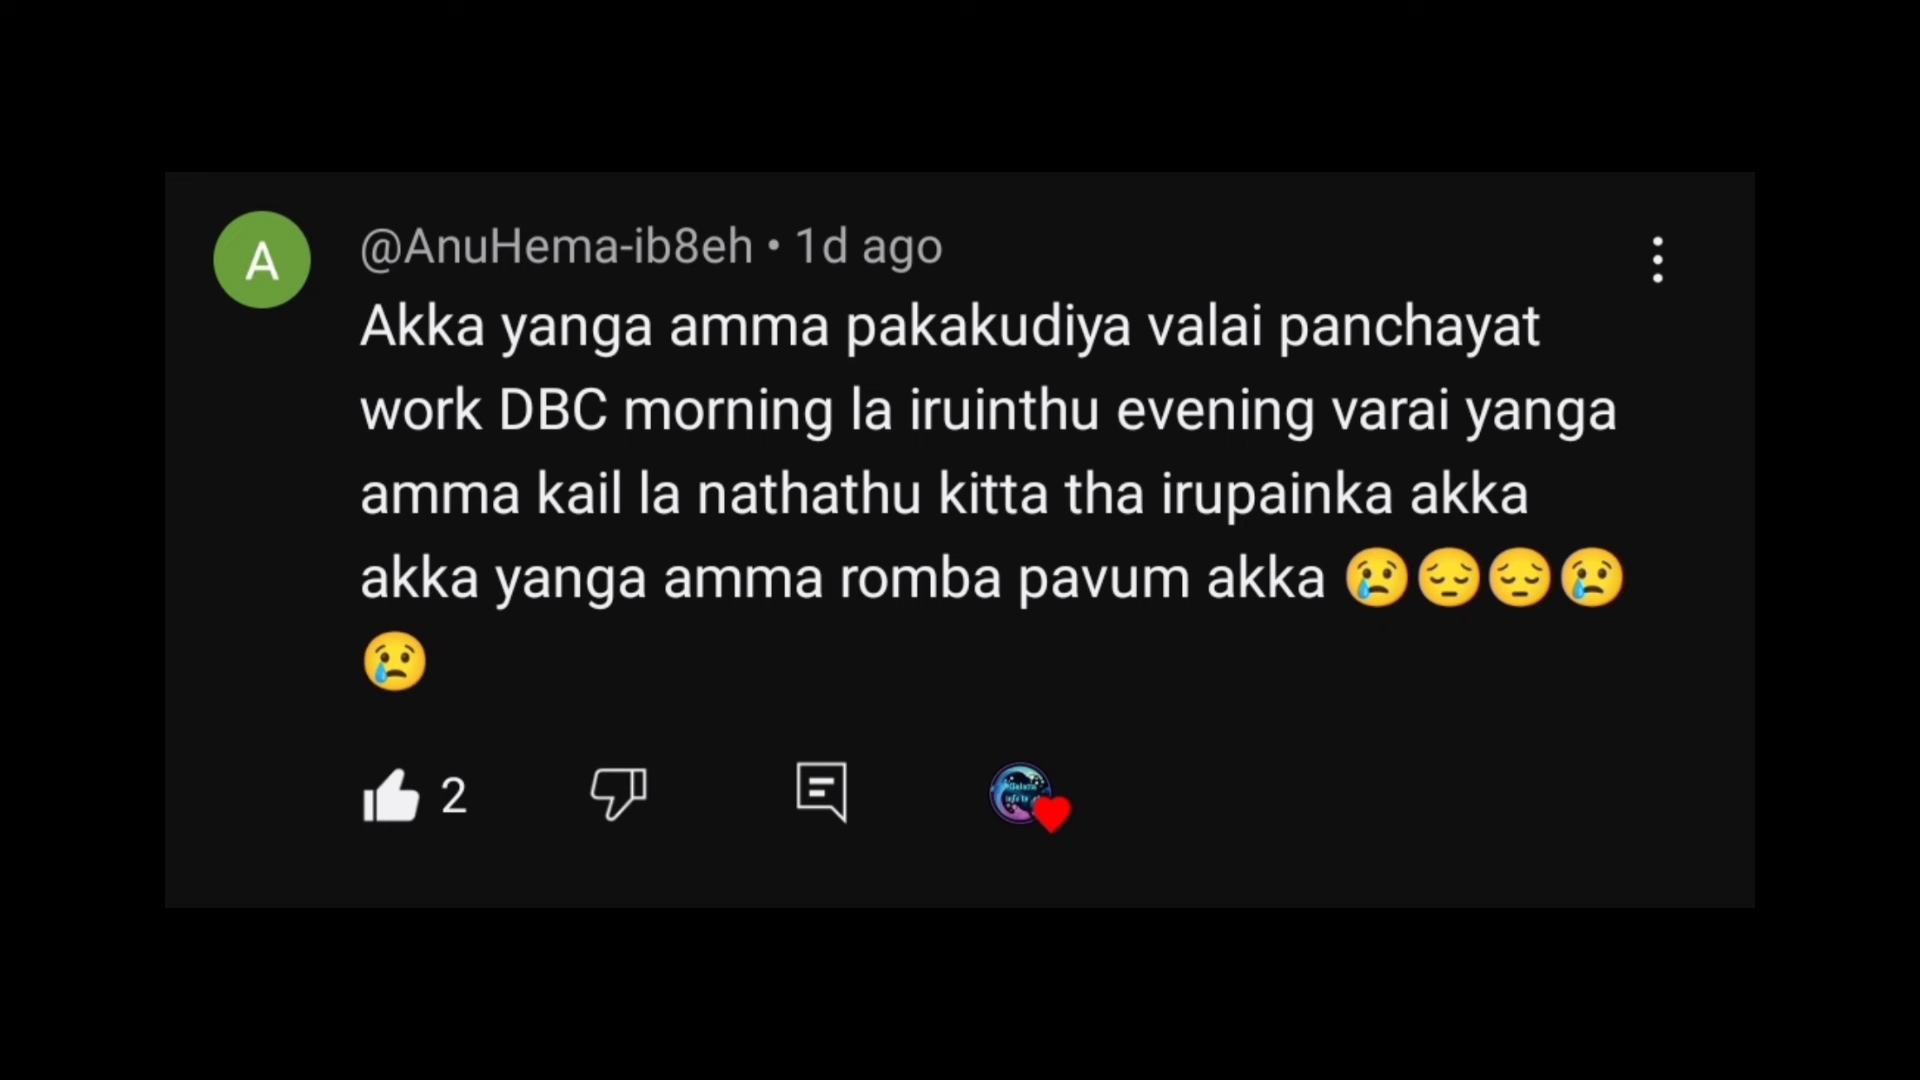 A
@AnuHema-ib8eh • 1d ago
Akka yanga amma pakakudiya valai panchayat
work DBC morning la iruinthu evening varai yanga
amma kail la nathathu kitta tha irupainka akka
akka yanga amma romba pavum akka 😢😔😔😢
😢
2